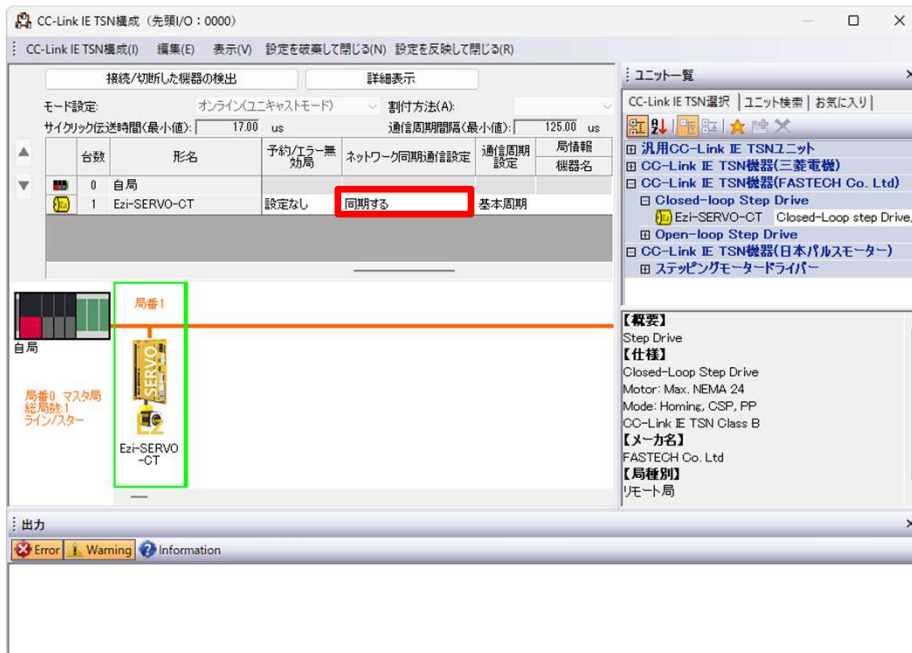 CC-Link IE TSN構成 (先頭I/O：0000)
CC-Link IE TSN構成(I) 編集(E) 表示(V) 設定を破棄して閉じる(N) 設定を反映して閉じる(R)
接続/切断した機器の検出 詳細表示
モード設定: オンライン(ユニキャストモード) 割付方法(A):
サイクリック伝送時間(最小値): 17.00 us 通信周期間隔(最小値): 125.00 us
台数 形名 予約/エラー無効局 ネットワーク同期通信設定 通信周期設定 局情報
機器名
0 自局
1 Ezi-SERVO-CT 設定なし 同期する 基本周期
局番1
自局
SERVO
局番0 マスタ局
総局数:1
ライン/スター
Ezi-SERVO
-CT
ユニット一覧
CC-Link IE TSN選択 ユニット検索 お気に入り
汎用CC-Link IE TSNユニット
CC-Link IE TSN機器(三菱電機)
CC-Link IE TSN機器(FASTECH Co. Ltd)
Closed-loop Step Drive
Ezi-SERVO-CT Closed-Loop step Drive,
Open-loop Step Drive
CC-Link IE TSN機器(日本パルスモーター)
ステッピングモータードライバー
【概要】
Step Drive
【仕様】
Closed-Loop Step Drive
Motor: Max. NEMA 24
Mode: Homing, CSP, PP
CC-Link IE TSN Class B
【メーカ名】
FASTECH Co. Ltd
【局種別】
リモート局
出力
Error Warning Information